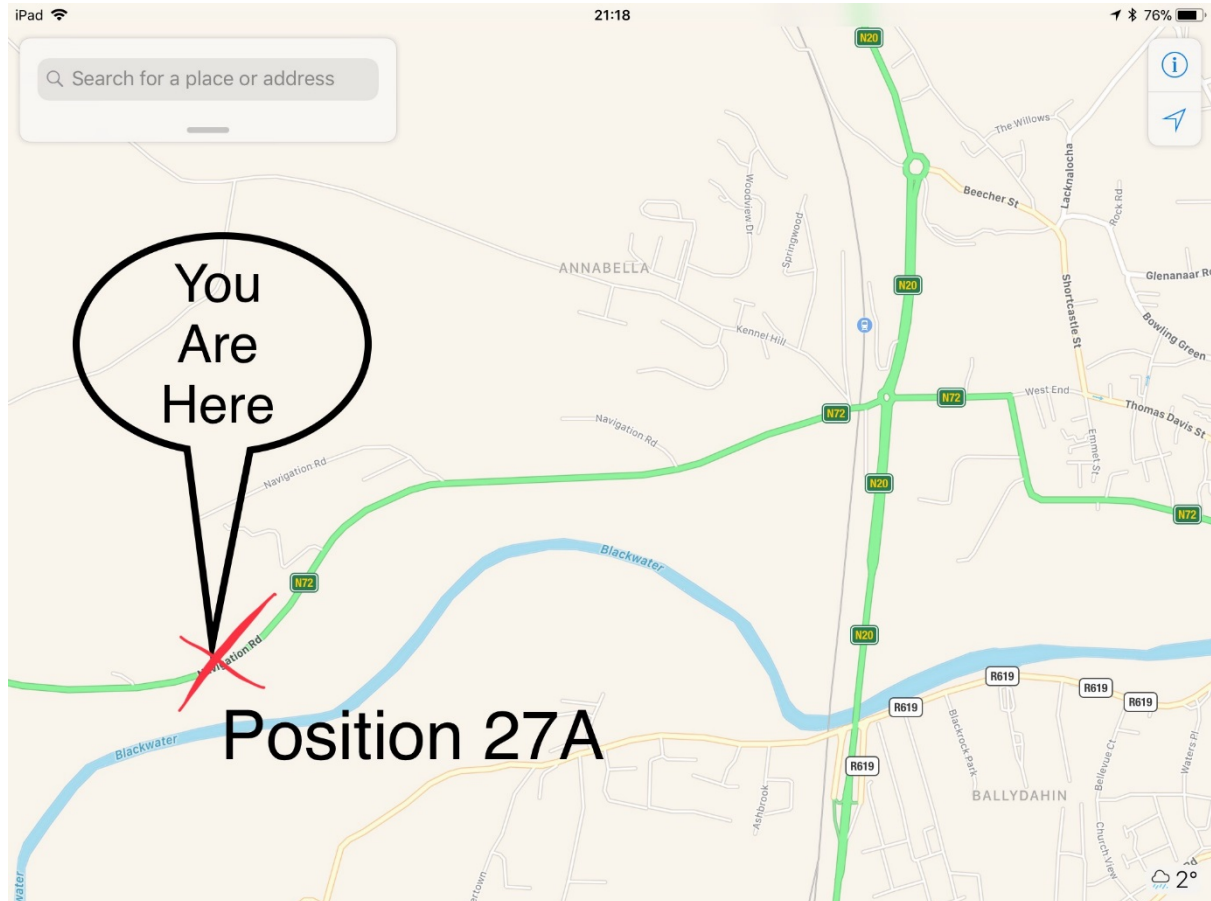 iPad
21:18
76%
Search for a place or address
N20
The Willows
Lacknalocha
Beecher St
Rock Rd
Woodview Dr
Springwood
ANNABELLA
Glenanaar
N20
Shortcastle St
Bowling Green
Kennel Hill
You
Are
Here
West End
N72
N72
Thomas Davis St
Navigation Rd
Emmet St
Navigation Rd
N20
N72
Blackwater
N72
Navigation Rd
N20
R619
R619
R619
R619
Position 27A
Blackwater
Blackrock Park
Bellevue Ct
Waters Pl
R619
BALLYDAHIN
Ashbrook
Church View
2°